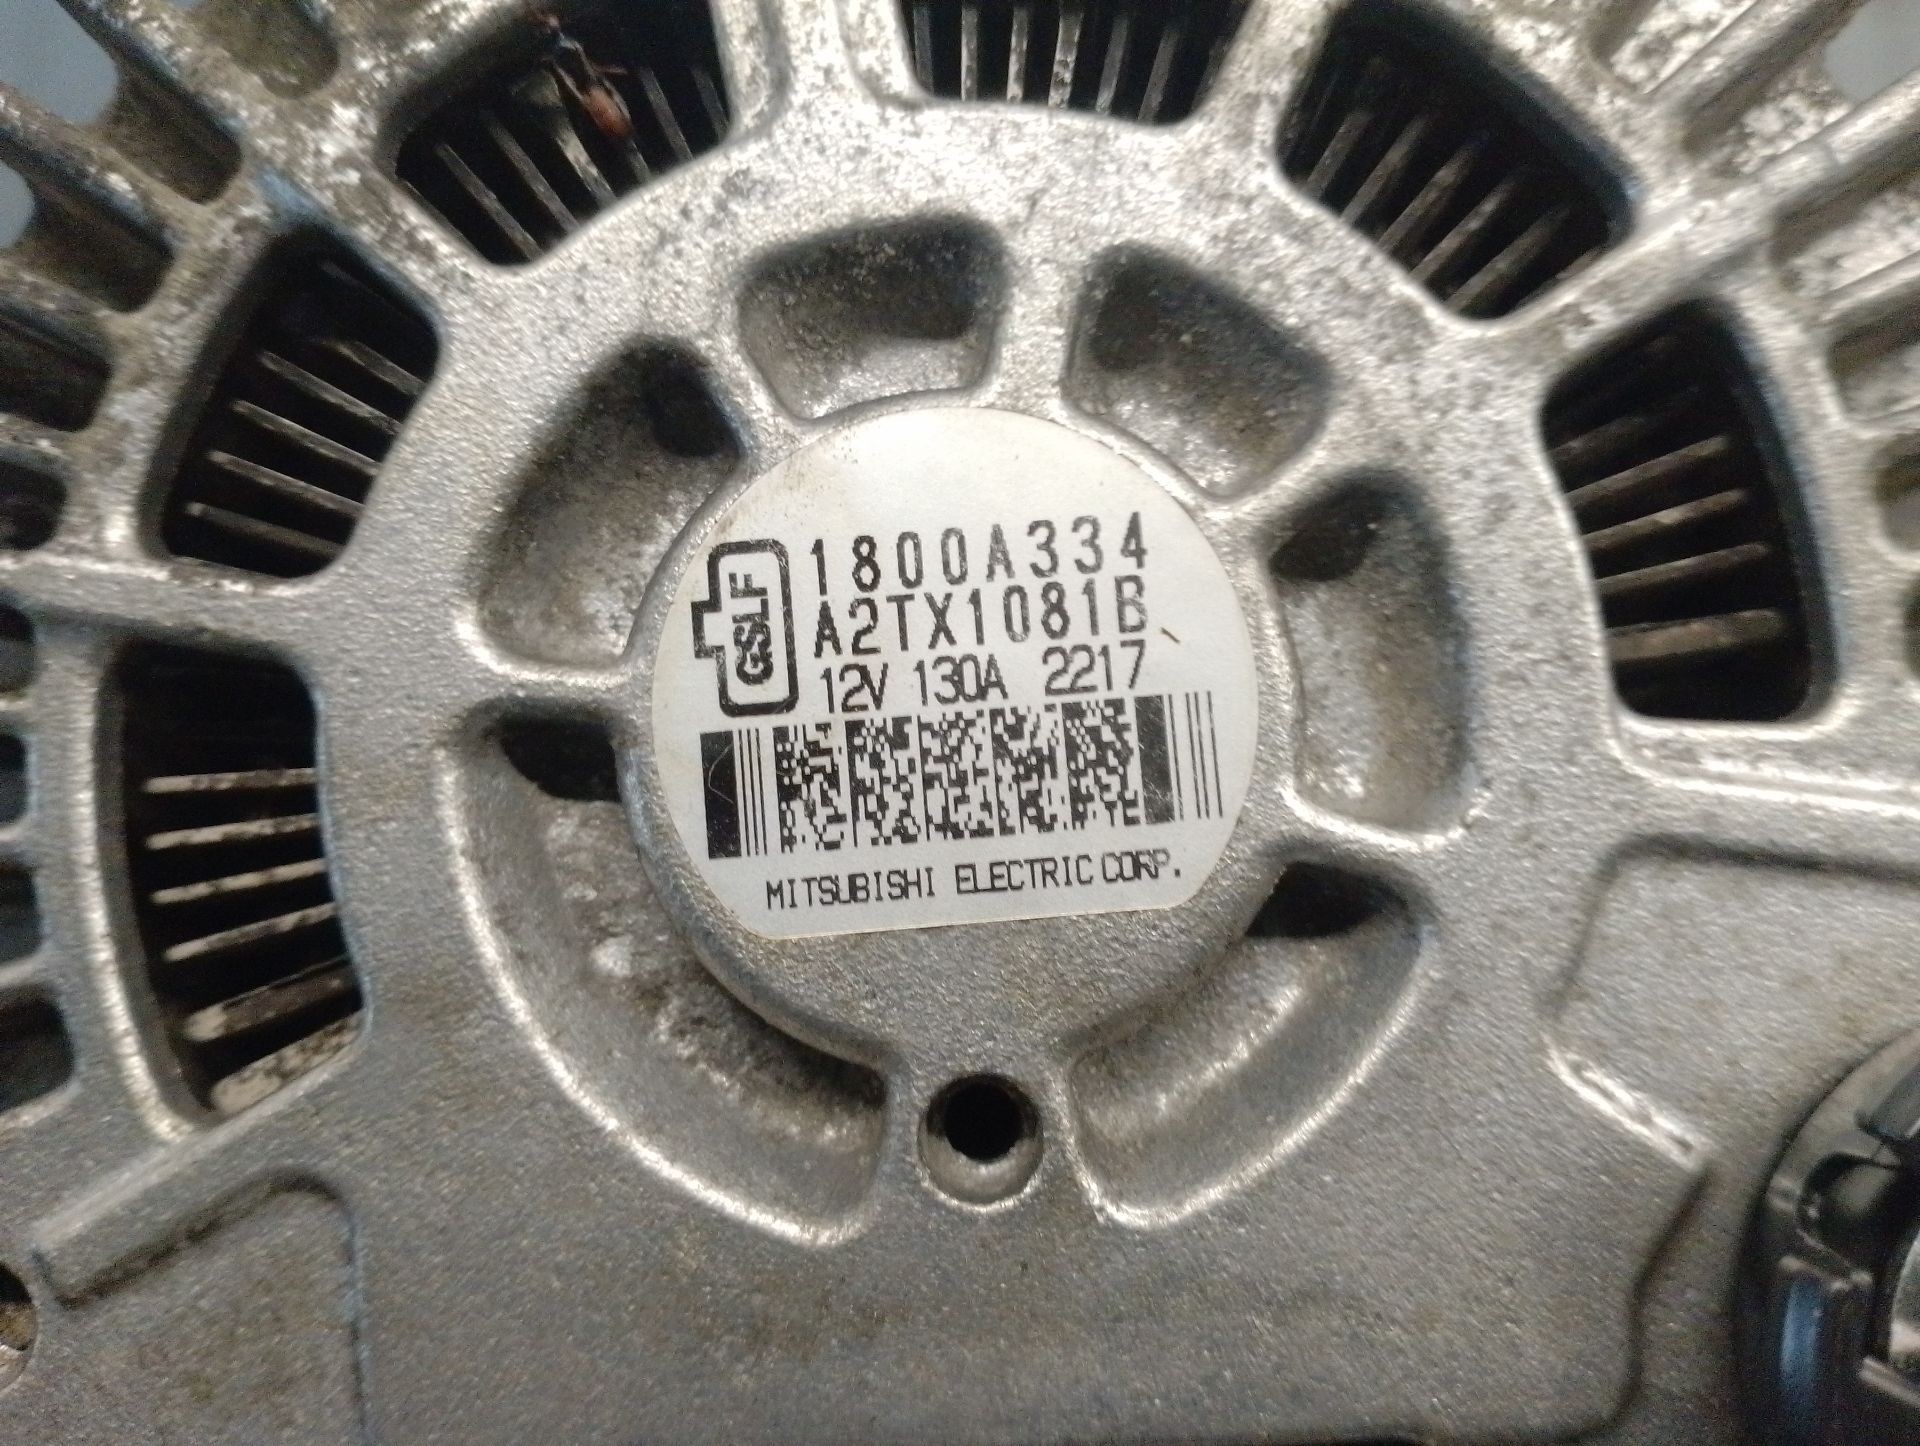 GSLF
1800A334
A2TX1081B
12V 130A 2217
MITSUBISHI ELECTRIC CORP.